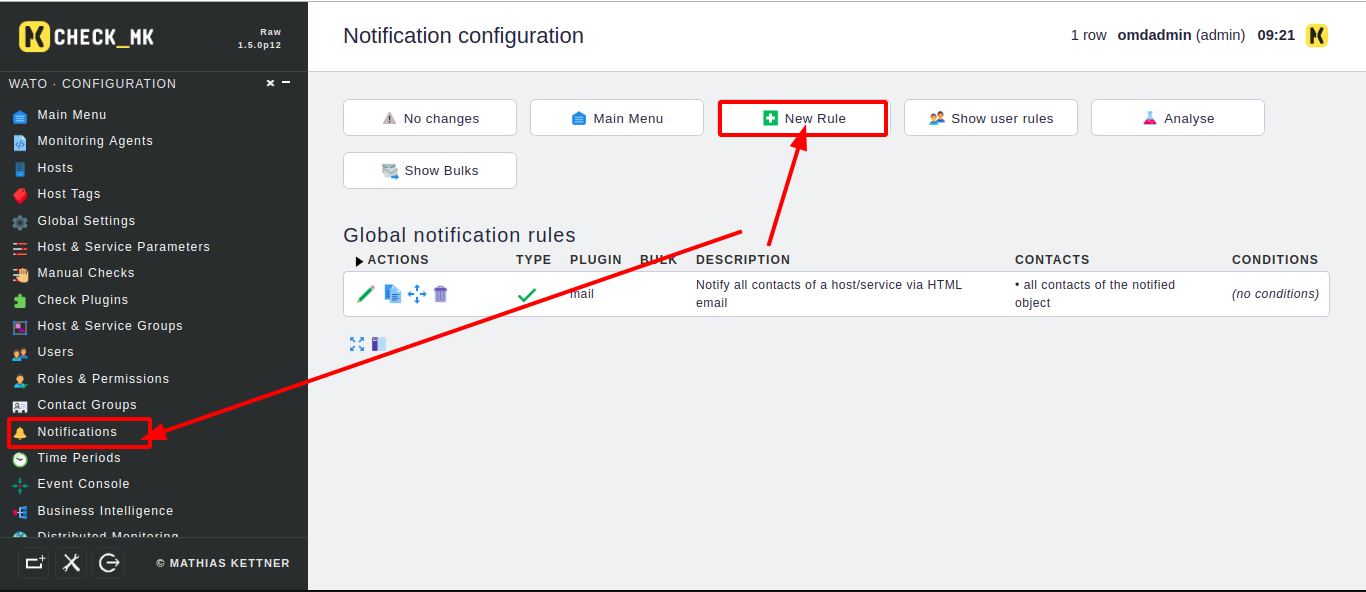 CHECK_MK
Raw
1.5.0p12
Notification configuration
1 row omdadmin (admin) 09:21
WATO · CONFIGURATION
Main Menu
Monitoring Agents
Hosts
Host Tags
Global Settings
Host & Service Parameters
Manual Checks
Check Plugins
Host & Service Groups
Users
Roles & Permissions
Contact Groups
Notifications
Time Periods
Event Console
Business Intelligence
Distributed Monitoring
© MATHIAS KETTNER
No changes
Main Menu
New Rule
Show user rules
Analyse
Show Bulks
Global notification rules
ACTIONS TYPE PLUGIN BULK DESCRIPTION CONTACTS CONDITIONS
mail
Notify all contacts of a host/service via HTML
email
• all contacts of the notified
object
(no conditions)